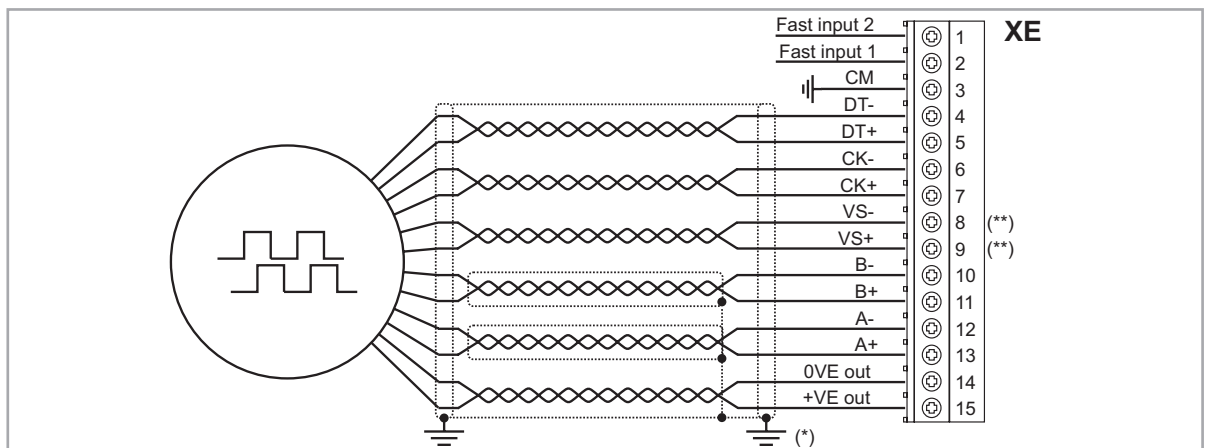 Fast input 2 1 XE
Fast input 1 2
CM 3
DT- 4
DT+ 5
CK- 6
CK+ 7
VS- 8 (**)
VS+ 9 (**)
B- 10
B+ 11
A- 12
A+ 13
0VE out 14
+VE out 15
(*)